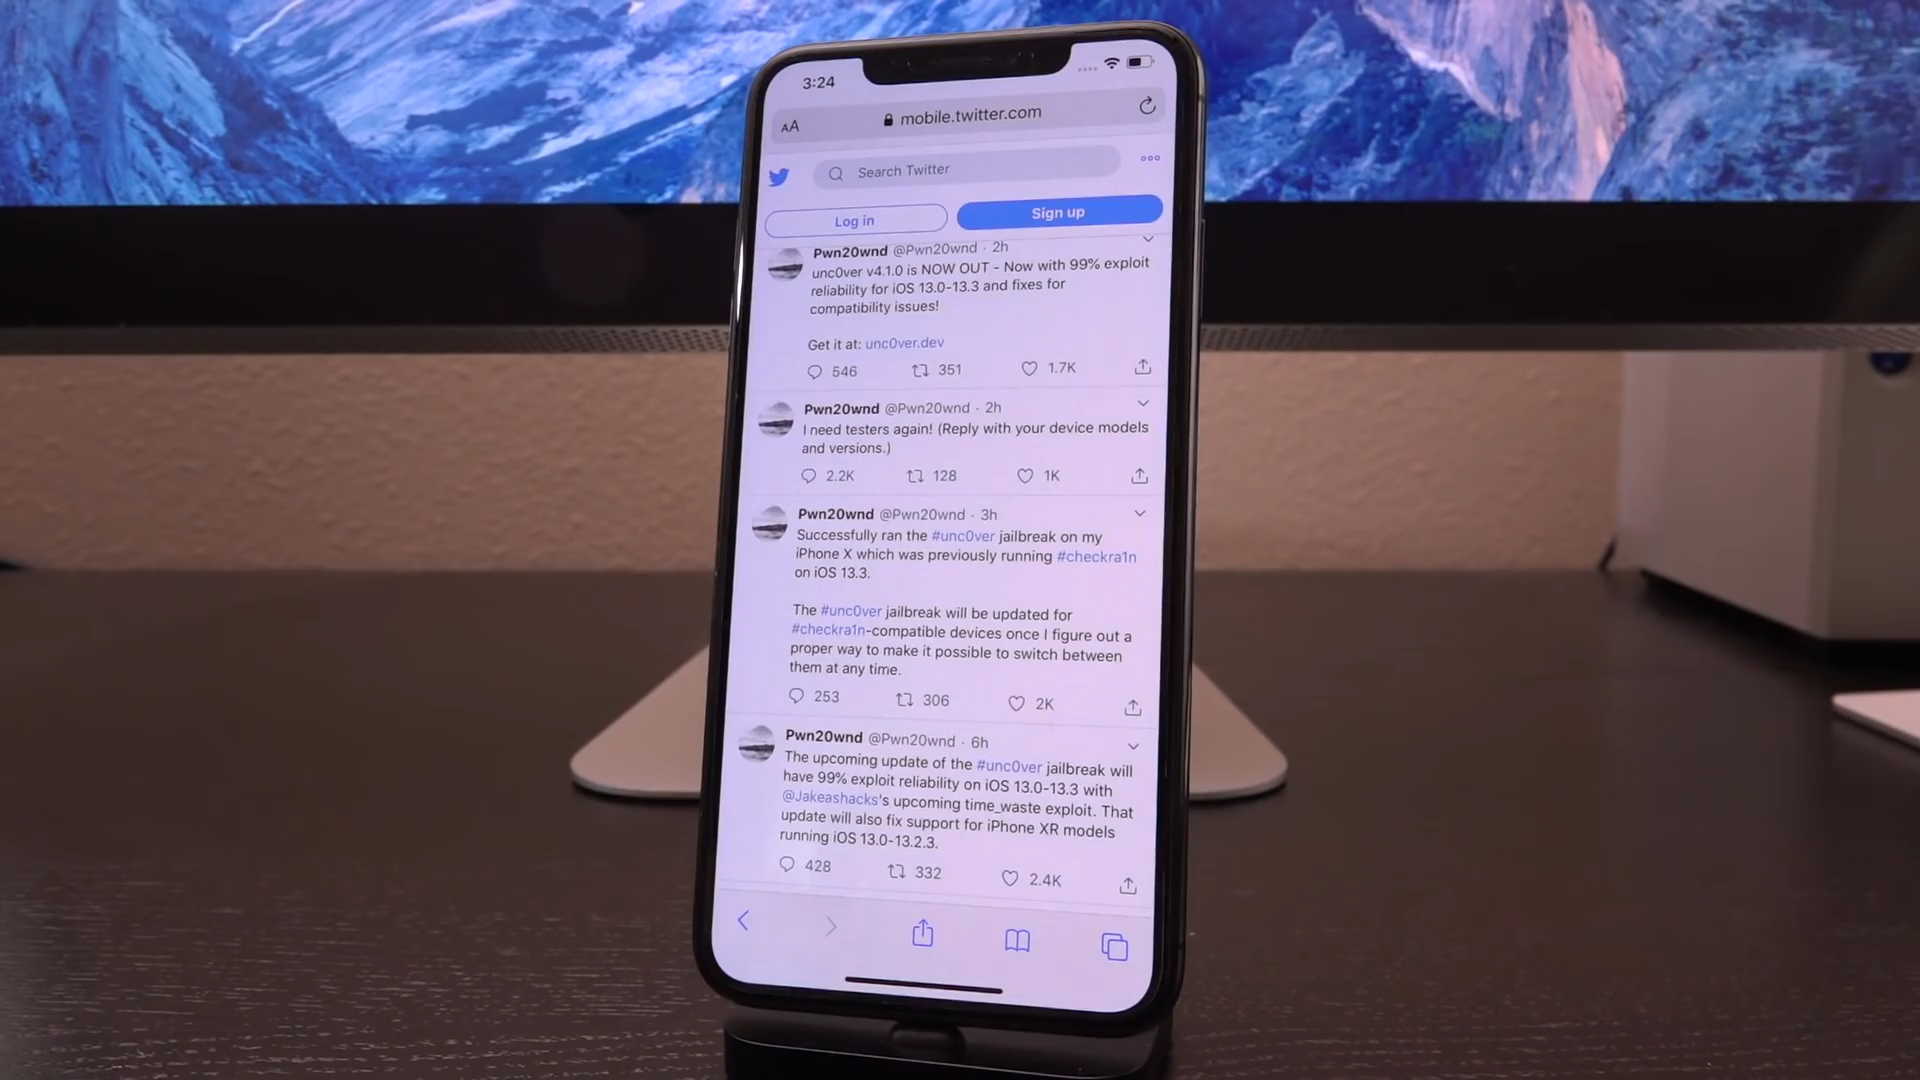 3:24
AA mobile.twitter.com
Search Twitter
Log in Sign up
Pwn20wnd @Pwn20wnd · 2h
unc0ver v4.1.0 is NOW OUT - Now with 99% exploit
reliability for iOS 13.0-13.3 and fixes for
compatibility issues!
Get it at: unc0ver.dev
546 351 1.7K
Pwn20wnd @Pwn20wnd · 2h
I need testers again! (Reply with your device models
and versions.)
2.2K 128 1K
Pwn20wnd @Pwn20wnd · 3h
Successfully ran the #unc0ver jailbreak on my
iPhone X which was previously running #checkra1n
on iOS 13.3.
The #unc0ver jailbreak will be updated for
#checkra1n-compatible devices once I figure out a
proper way to make it possible to switch between
them at any time.
253 306 2K
Pwn20wnd @Pwn20wnd · 6h
The upcoming update of the #unc0ver jailbreak will
have 99% exploit reliability on iOS 13.0-13.3 with
@Jakeashacks's upcoming time_waste exploit. That
update will also fix support for iPhone XR models
running iOS 13.0-13.2.3.
428 332 2.4K